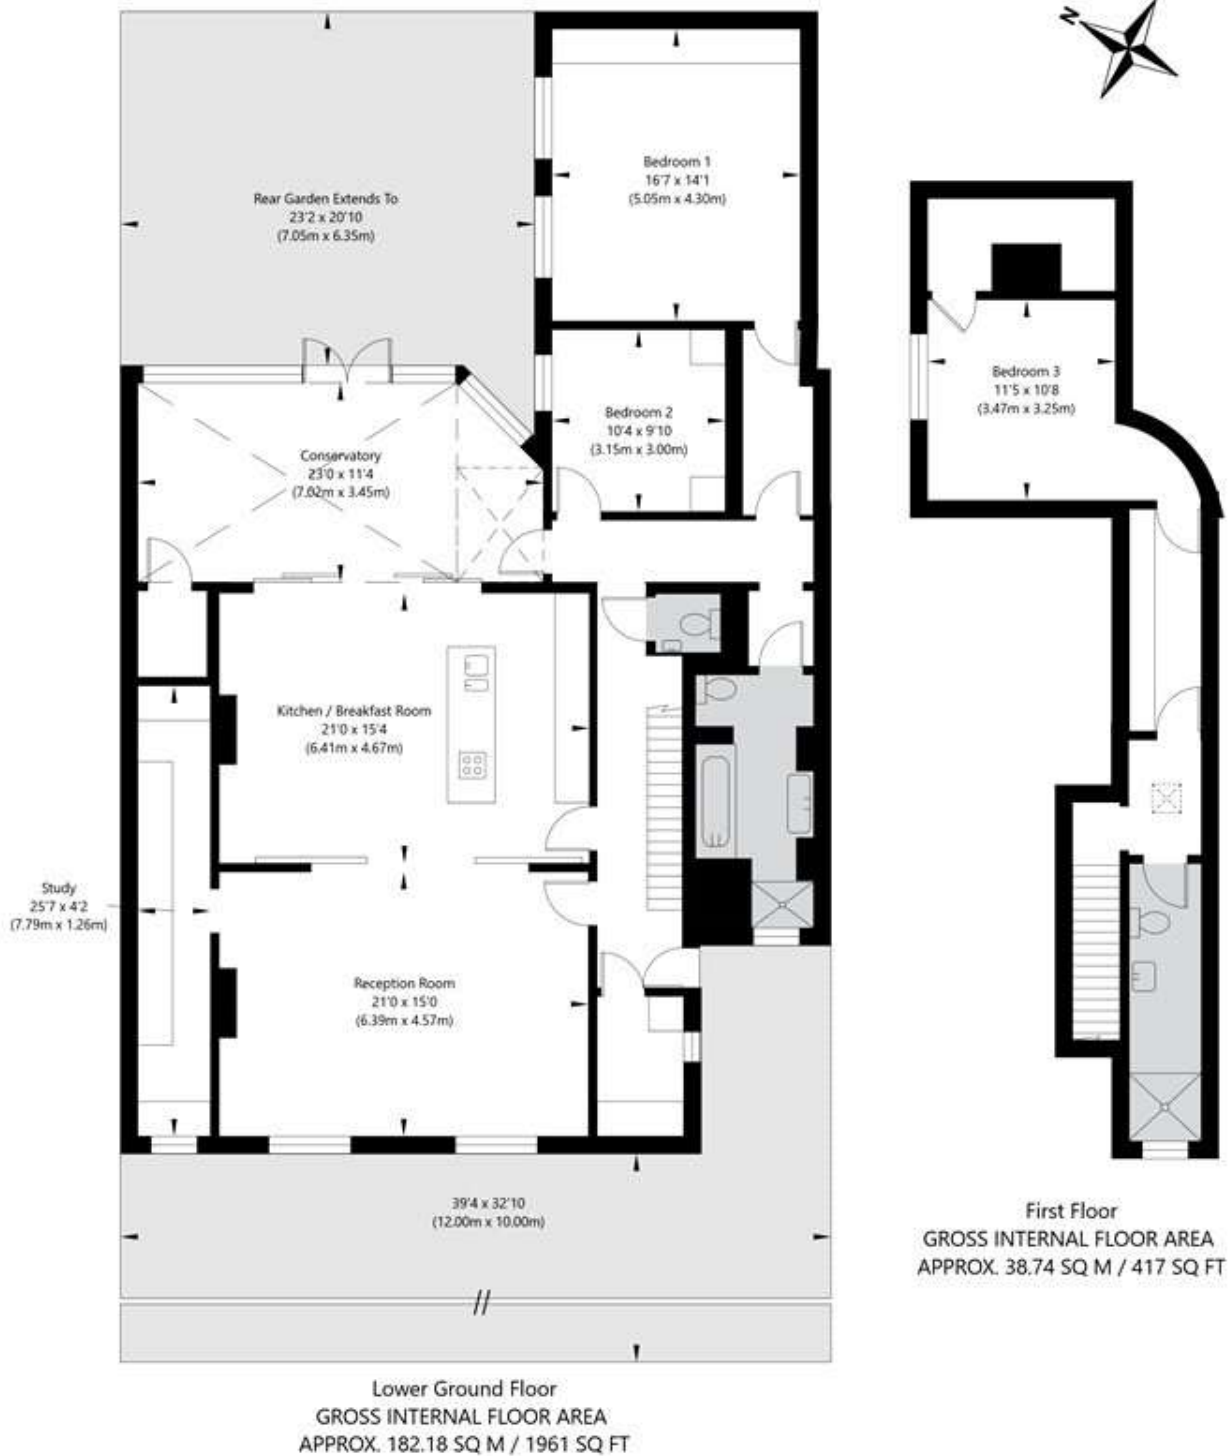 N
Bedroom 1
16'7 x 14'1
(5.05m x 4.30m)
Rear Garden Extends To
23'2 x 20'10
(7.05m x 6.35m)
Bedroom 3
11'5 x 10'8
(3.47m x 3.25m)
Bedroom 2
10'4 x 9'10
(3.15m x 3.00m)
Conservatory
23'0 x 11'4
(7.02m x 3.45m)
Kitchen / Breakfast Room
21'0 x 15'4
(6.41m x 4.67m)
Study
25'7 x 4'2
(7.79m x 1.26m)
Reception Room
21'0 x 15'0
(6.39m x 4.57m)
39'4 x 32'10
(12.00m x 10.00m)
First Floor
GROSS INTERNAL FLOOR AREA
APPROX. 38.74 SQ M / 417 SQ FT
Lower Ground Floor
GROSS INTERNAL FLOOR AREA
APPROX. 182.18 SQ M / 1961 SQ FT